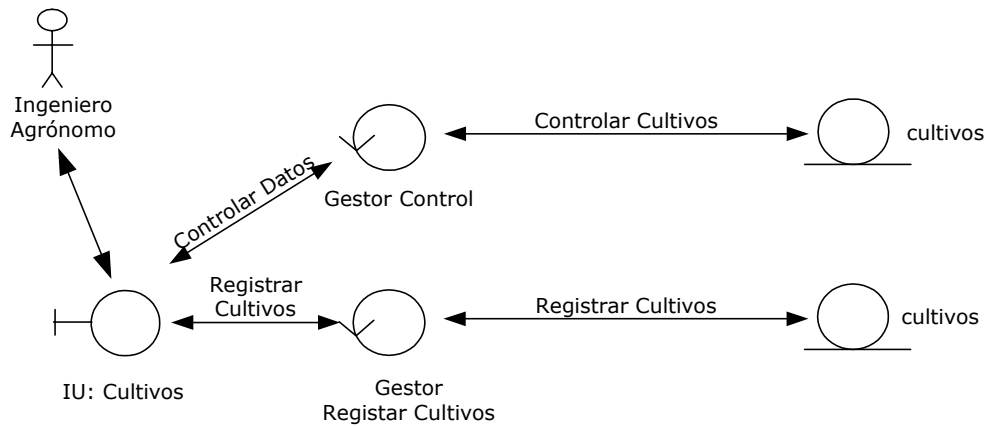 Ingeniero
Agrónomo
Controlar Cultivos
cultivos
Controlar Datos
Gestor Control
Registrar
Cultivos
Registrar Cultivos
cultivos
IU: Cultivos
Gestor
Registar Cultivos